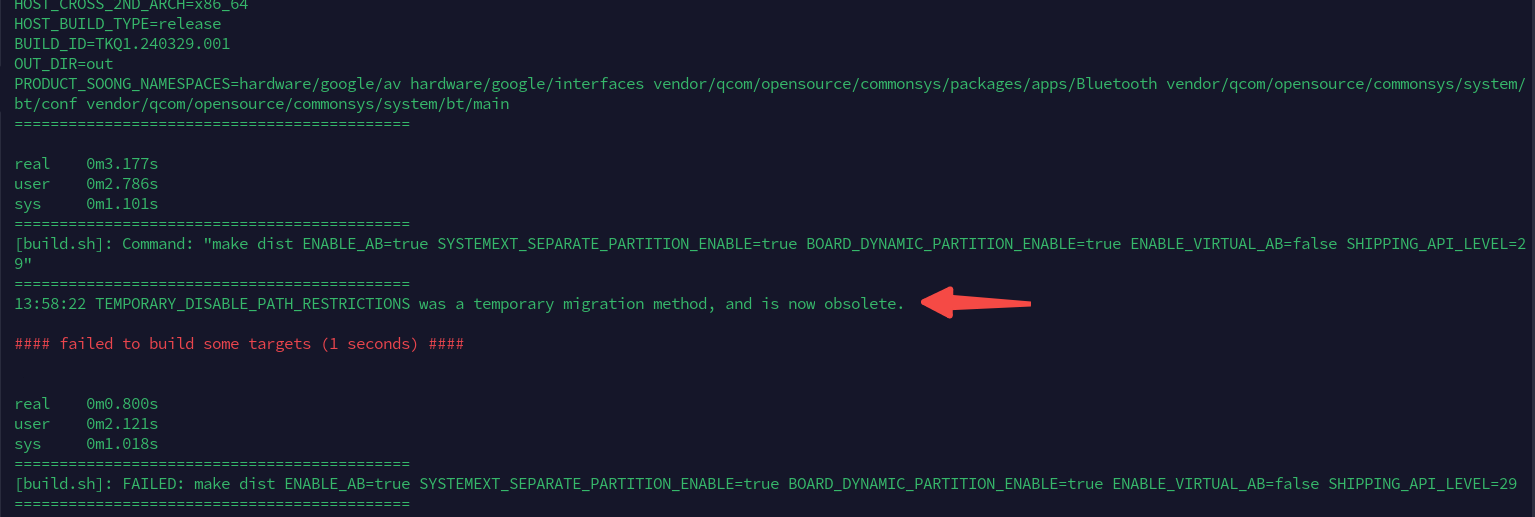 HOST_CROSS_2ND_ARCH=x86_64
HOST_BUILD_TYPE=release
BUILD_ID=TKQ1.240329.001
OUT_DIR=out
PRODUCT_SOONG_NAMESPACES=hardware/google/av hardware/google/interfaces vendor/qcom/opensource/commonsys/packages/apps/Bluetooth vendor/qcom/opensource/commonsys/system/
bt/conf vendor/qcom/opensource/commonsys/system/bt/main
============================================
real    0m3.177s
user    0m2.786s
sys     0m1.101s
============================================
[build.sh]: Command: "make dist ENABLE_AB=true SYSTEMEXT_SEPARATE_PARTITION_ENABLE=true BOARD_DYNAMIC_PARTITION_ENABLE=true ENABLE_VIRTUAL_AB=false SHIPPING_API_LEVEL=2
9"
============================================
13:58:22 TEMPORARY_DISABLE_PATH_RESTRICTIONS was a temporary migration method, and is now obsolete.
#### failed to build some targets (1 seconds) ####
real    0m0.800s
user    0m2.121s
sys     0m1.018s
============================================
[build.sh]: FAILED: make dist ENABLE_AB=true SYSTEMEXT_SEPARATE_PARTITION_ENABLE=true BOARD_DYNAMIC_PARTITION_ENABLE=true ENABLE_VIRTUAL_AB=false SHIPPING_API_LEVEL=29
============================================